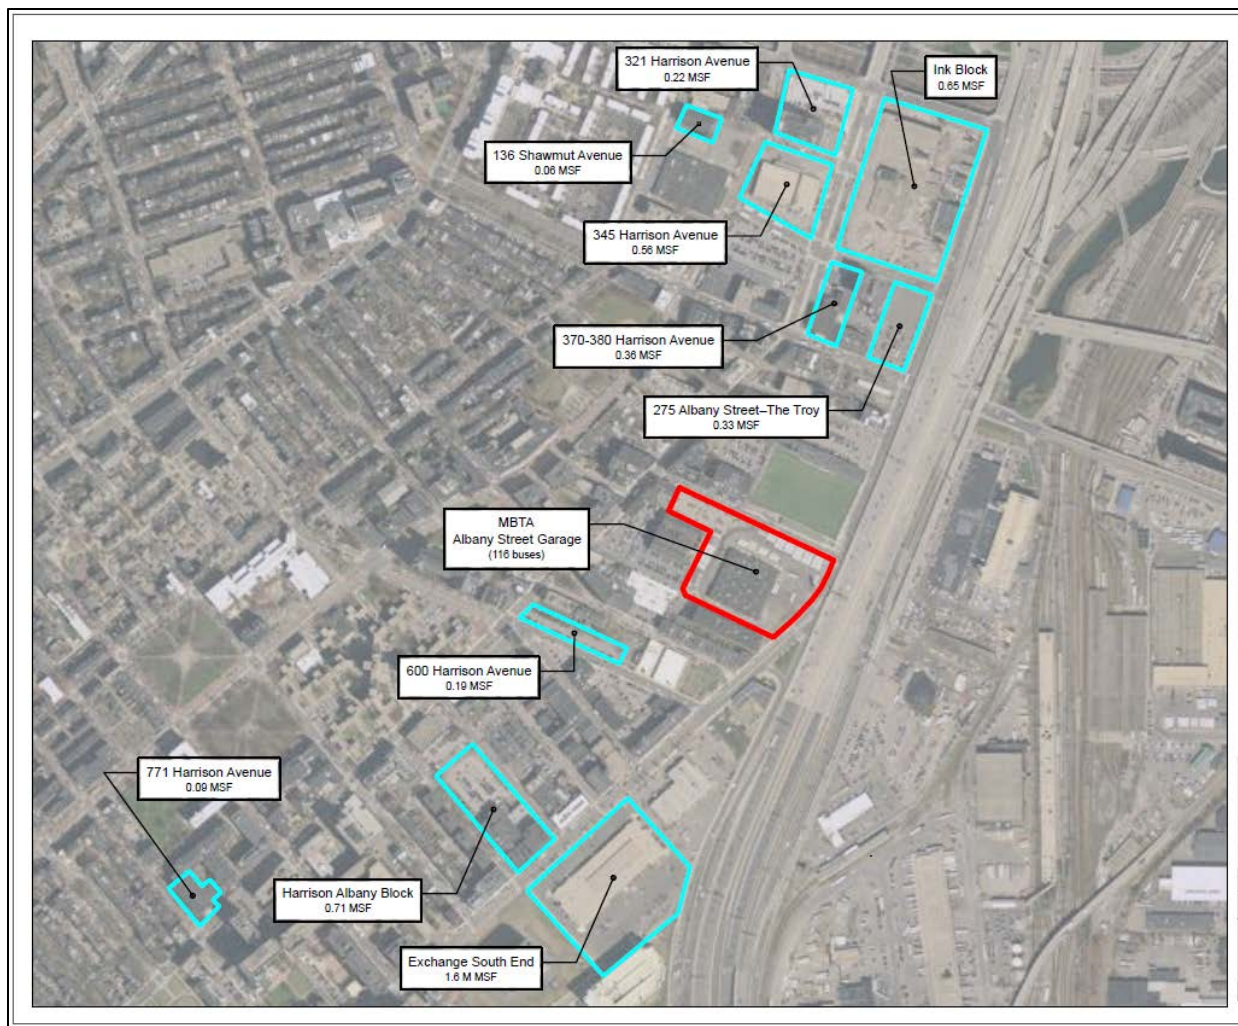 321 Harrison Avenue
0.22 MSF
Ink Block
0.65 MSF
136 Shawmut Avenue
0.06 MSF
345 Harrison Avenue
0.56 MSF
370-380 Harrison Avenue
0.36 MSF
275 Albany Street–The Troy
0.33 MSF
MBTA
Albany Street Garage
(116 buses)
600 Harrison Avenue
0.19 MSF
771 Harrison Avenue
0.09 MSF
Harrison Albany Block
0.71 MSF
Exchange South End
1.6 M MSF